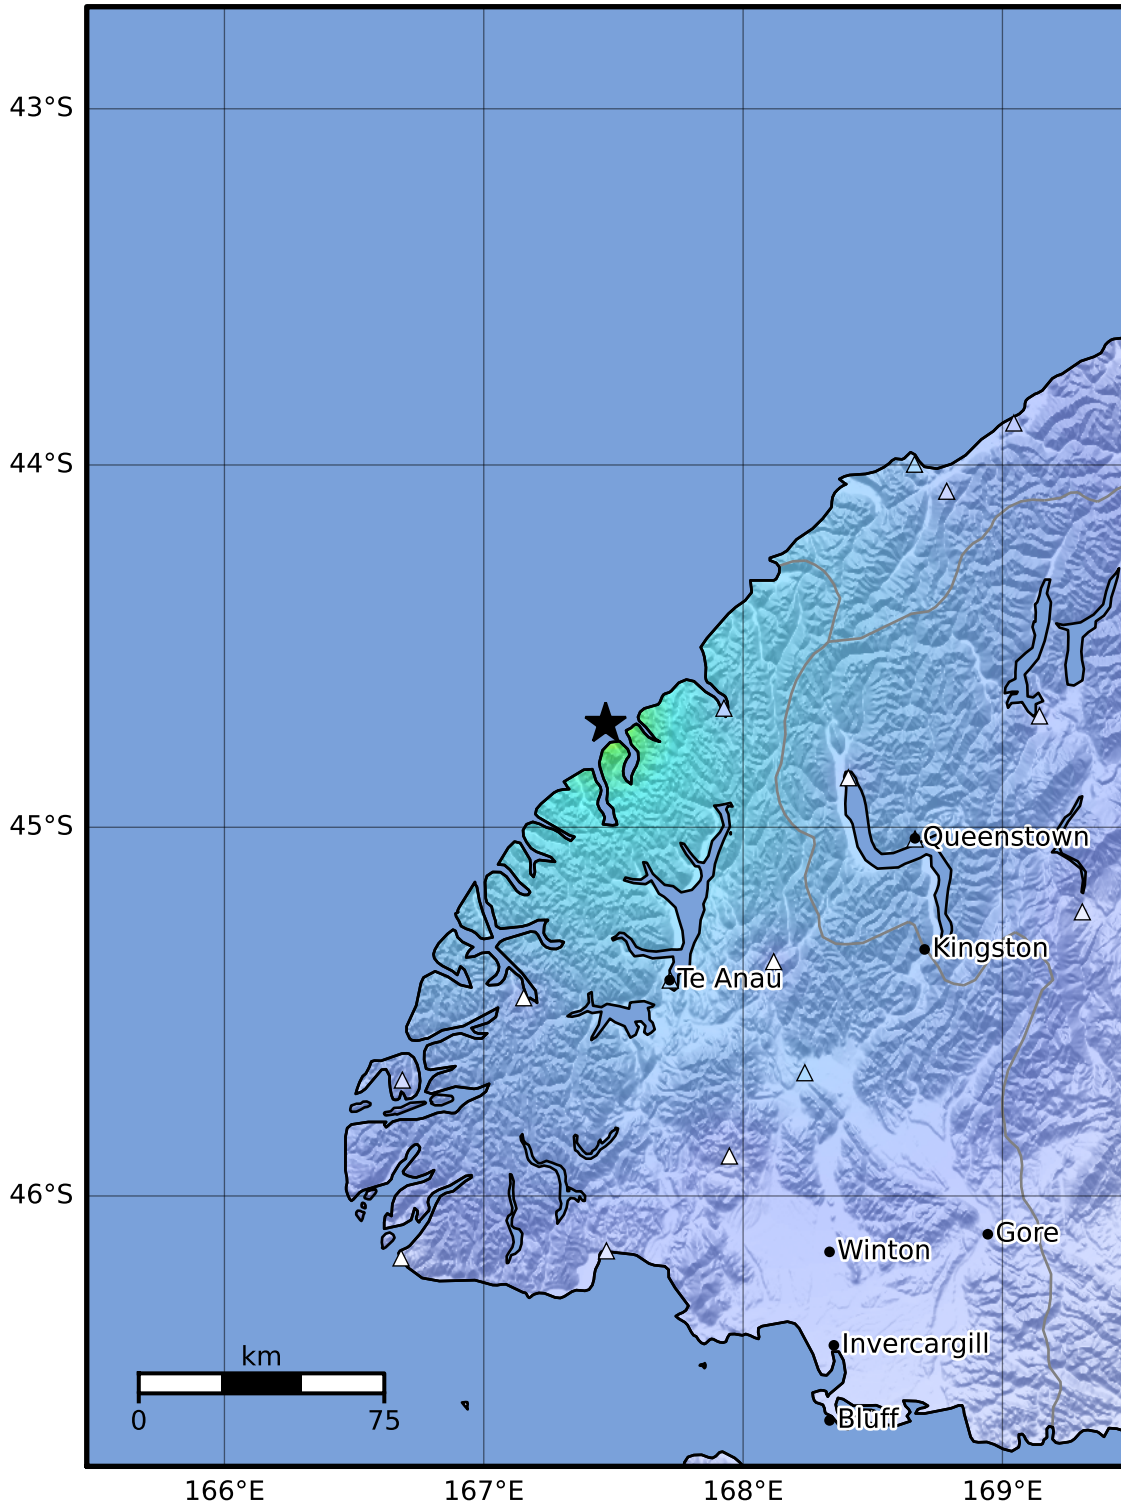 43°S
44°S
45°S
Queenstown
Kingston
Te Anau
46°S
Gore
Winton
Invercargill
km
0 75
Bluff
166°E 167°E 168°E 169°E